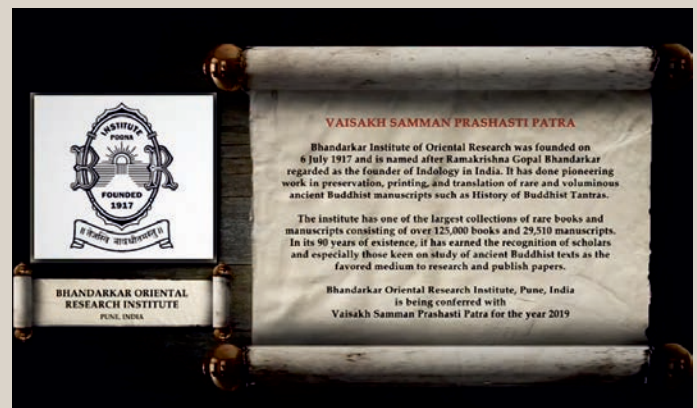 INSTITUTE
POONA
B R
FOUNDED
1917
॥ तेजस्वि नावधीतमस्तु ॥
BHANDARKAR ORIENTAL
RESEARCH INSTITUTE
PUNE, INDIA
VAISAKH SAMMAN PRASHASTI PATRA
Bhandarkar Institute of Oriental Research was founded on
6 July 1917 and is named after Ramakrishna Gopal Bhandarkar
regarded as the founder of Indology in India. It has done pioneering
work in preservation, printing, and translation of rare and voluminous
ancient Buddhist manuscripts such as History of Buddhist Tantras.
The institute has one of the largest collections of rare books and
manuscripts consisting of over 125,000 books and 29,510 manuscripts.
In its 90 years of existence, it has earned the recognition of scholars
and especially those keen on study of ancient Buddhist texts as the
favored medium to research and publish papers.
Bhandarkar Oriental Research Institute, Pune, India
is being conferred with
Vaisakh Samman Prashasti Patra for the year 2019